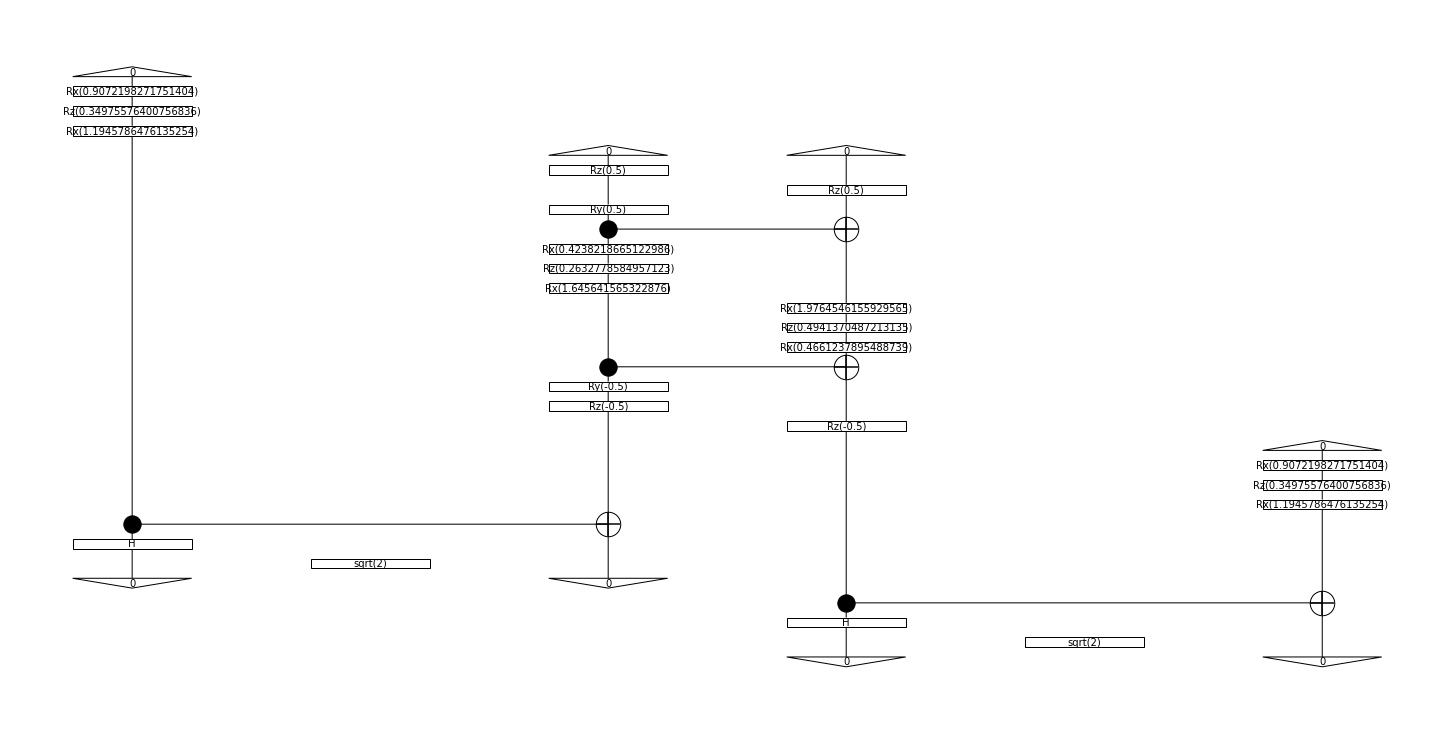 0
Rx(0.9072198271751404)
Rz(0.34975576400756836)
Rx(1.1945786476135254)
0 0
Rz(0.5)
Rz(0.5)
Ry(0.5)
Rx(0.4238218665122986)
Rz(0.2632778584957123)
Rx(1.645641565322876)
Rx(1.9764546155929565)
Rz(0.4941370487213135)
Rx(0.4661237895488739)
Ry(-0.5)
Rz(-0.5)
Rz(-0.5)
0
Rx(0.9072198271751404)
Rz(0.34975576400756836)
Rx(1.1945786476135254)
H
sqrt(2)
0 0
H
sqrt(2)
0 0